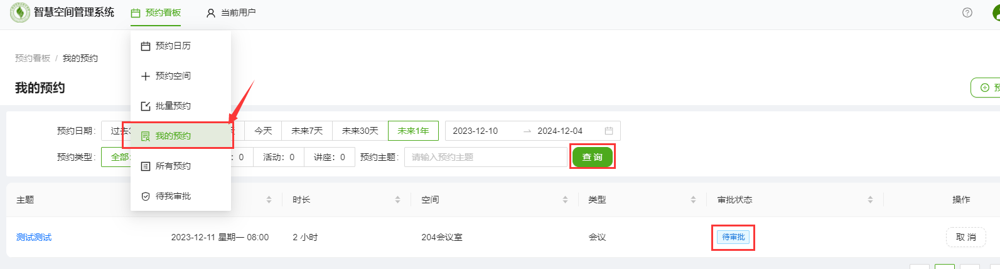 智慧空间管理系统 预约看板 当前用户
预约日历
预约看板 / 我的预约
预约空间
我的预约
批量预约
预约日期: 过去 今天 未来7天 未来30天 未来1年 2023-12-10 → 2024-12-04
我的预约
预约类型: 全部: : 0 活动: 0 讲座: 0 预约主题: 请输入预约主题 查 询
所有预约
待我审批
主题 时长 空间 类型 审批状态 操作
测试测试 2023-12-11 星期一 08:00 2 小时 204会议室 会议 待审批 取 消